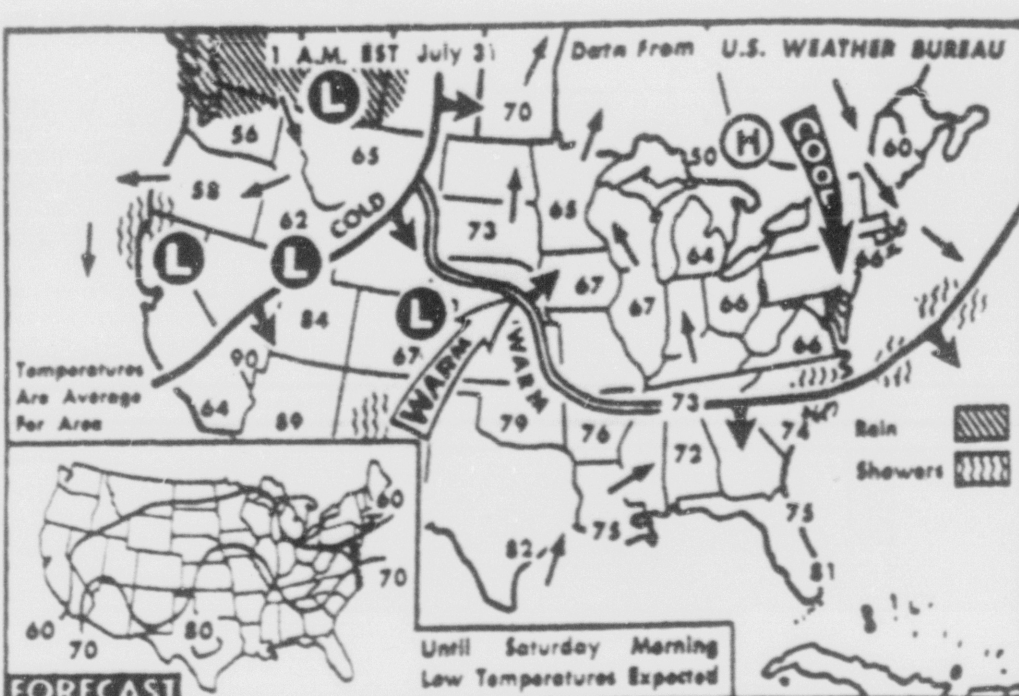 1 A.M. EST July 31 Data From U.S. WEATHER BUREAU
L
70
56
65
50
H
COOL
60
58
62
COLD
73
65
64
66
L
L
84
L
67
67
67
66
66
90
WARM
WARM
Temperatures
Are Average
For Area
64
89
79
76
73
72
74
Rain
Showers
75
75
82
81
60
70
60
70
80
Until Saturday Morning
Low Temperatures Expected
FORECAST